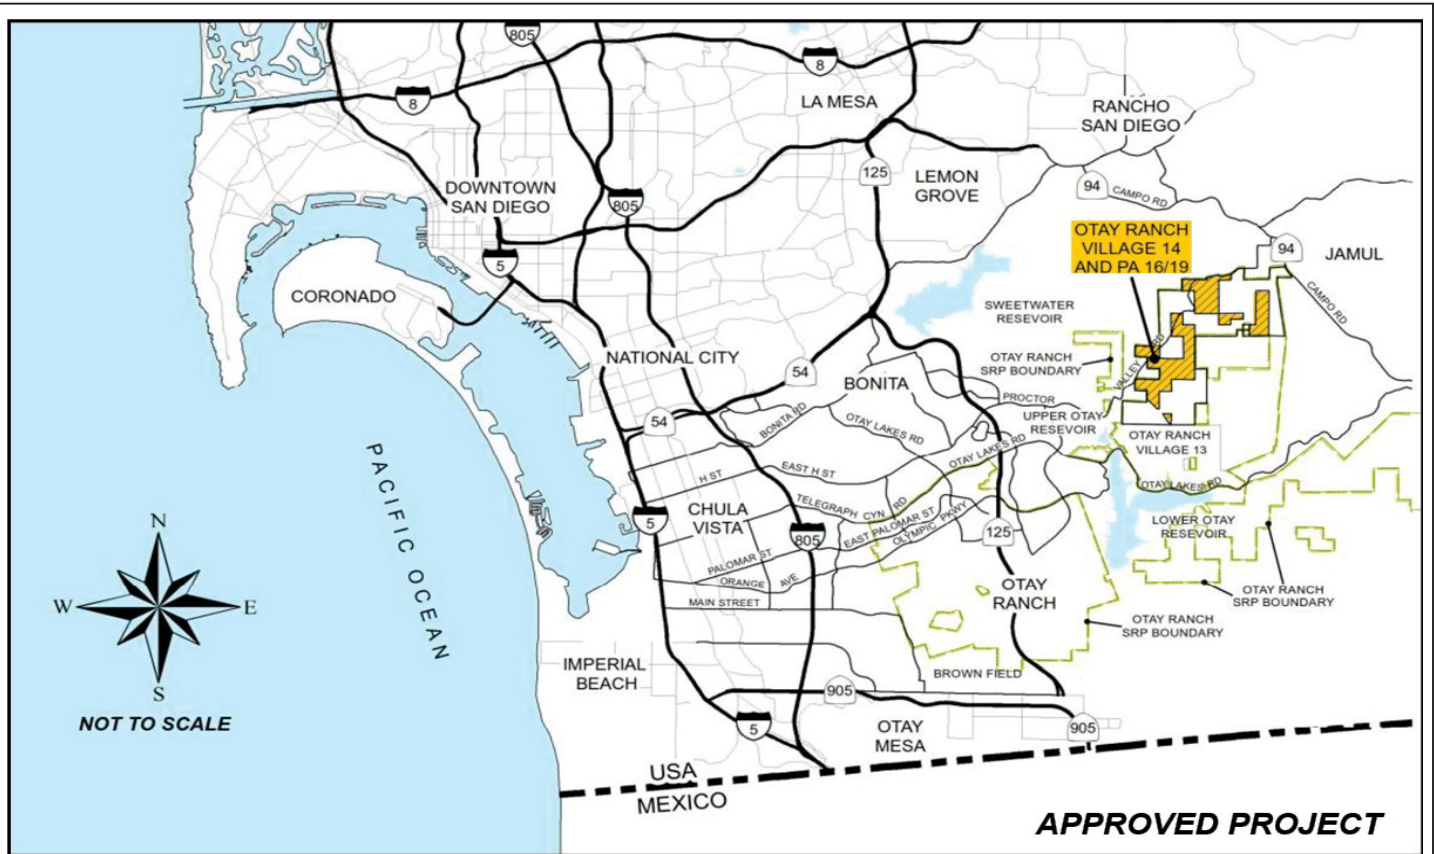 805
8
8
LA MESA
RANCHO
SAN DIEGO
125
LEMON
GROVE
94
CAMPO RD
DOWNTOWN
SAN DIEGO
805
OTAY RANCH
VILLAGE 14
AND PA 16/19
94
JAMUL
5
CORONADO
CAMPO RD
SWEETWATER
RESEVOIR
NATIONAL CITY
OTAY RANCH
SRP BOUNDARY
VALLEY RD
54
BONITA
PROCTOR
54
BONITA RD
OTAY LAKES RD
UPPER OTAY
RESEVOIR
OTAY RANCH
VILLAGE 13
OTAY LAKES RD
H ST
EAST H ST
OTAY LAKES RD
PACIFIC OCEAN
CHULA
VISTA
TELEGRAPH CYN RD
EAST PALOMAR ST
OLYMPIC PKWY
5
805
125
LOWER OTAY
RESEVOIR
PALOMAR ST
ORANGE AVE
MAIN STREET
OTAY
RANCH
OTAY RANCH
SRP BOUNDARY
OTAY RANCH
SRP BOUNDARY
N
W
E
S
NOT TO SCALE
IMPERIAL
BEACH
BROWN FIELD
905
5
OTAY
MESA
905
USA
MEXICO
APPROVED PROJECT